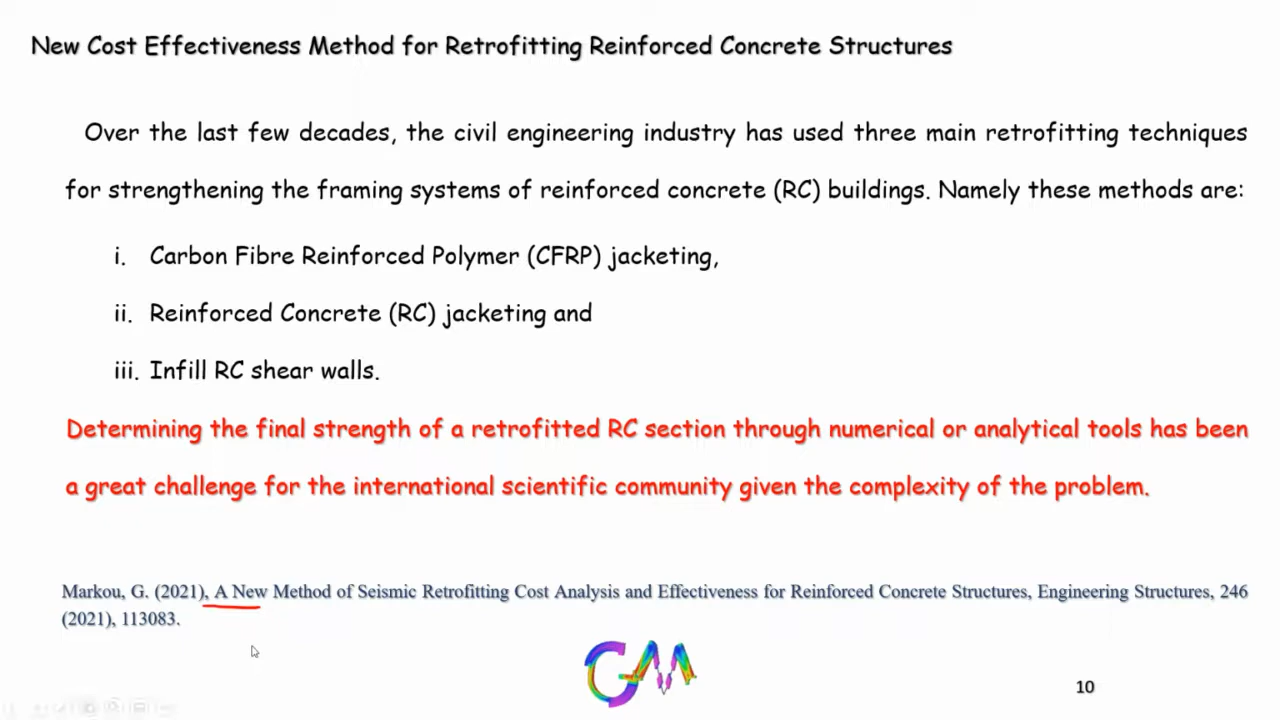 New Cost Effectiveness Method for Retrofitting Reinforced Concrete Structures
Over the last few decades, the civil engineering industry has used three main retrofitting techniques
for strengthening the framing systems of reinforced concrete (RC) buildings. Namely these methods are:
i. Carbon Fibre Reinforced Polymer (CFRP) jacketing,
ii. Reinforced Concrete (RC) jacketing and
iii. Infill RC shear walls.
Determining the final strength of a retrofitted RC section through numerical or analytical tools has been
a great challenge for the international scientific community given the complexity of the problem.
Markou, G. (2021), A New Method of Seismic Retrofitting Cost Analysis and Effectiveness for Reinforced Concrete Structures, Engineering Structures, 246
(2021), 113083.
GM
10